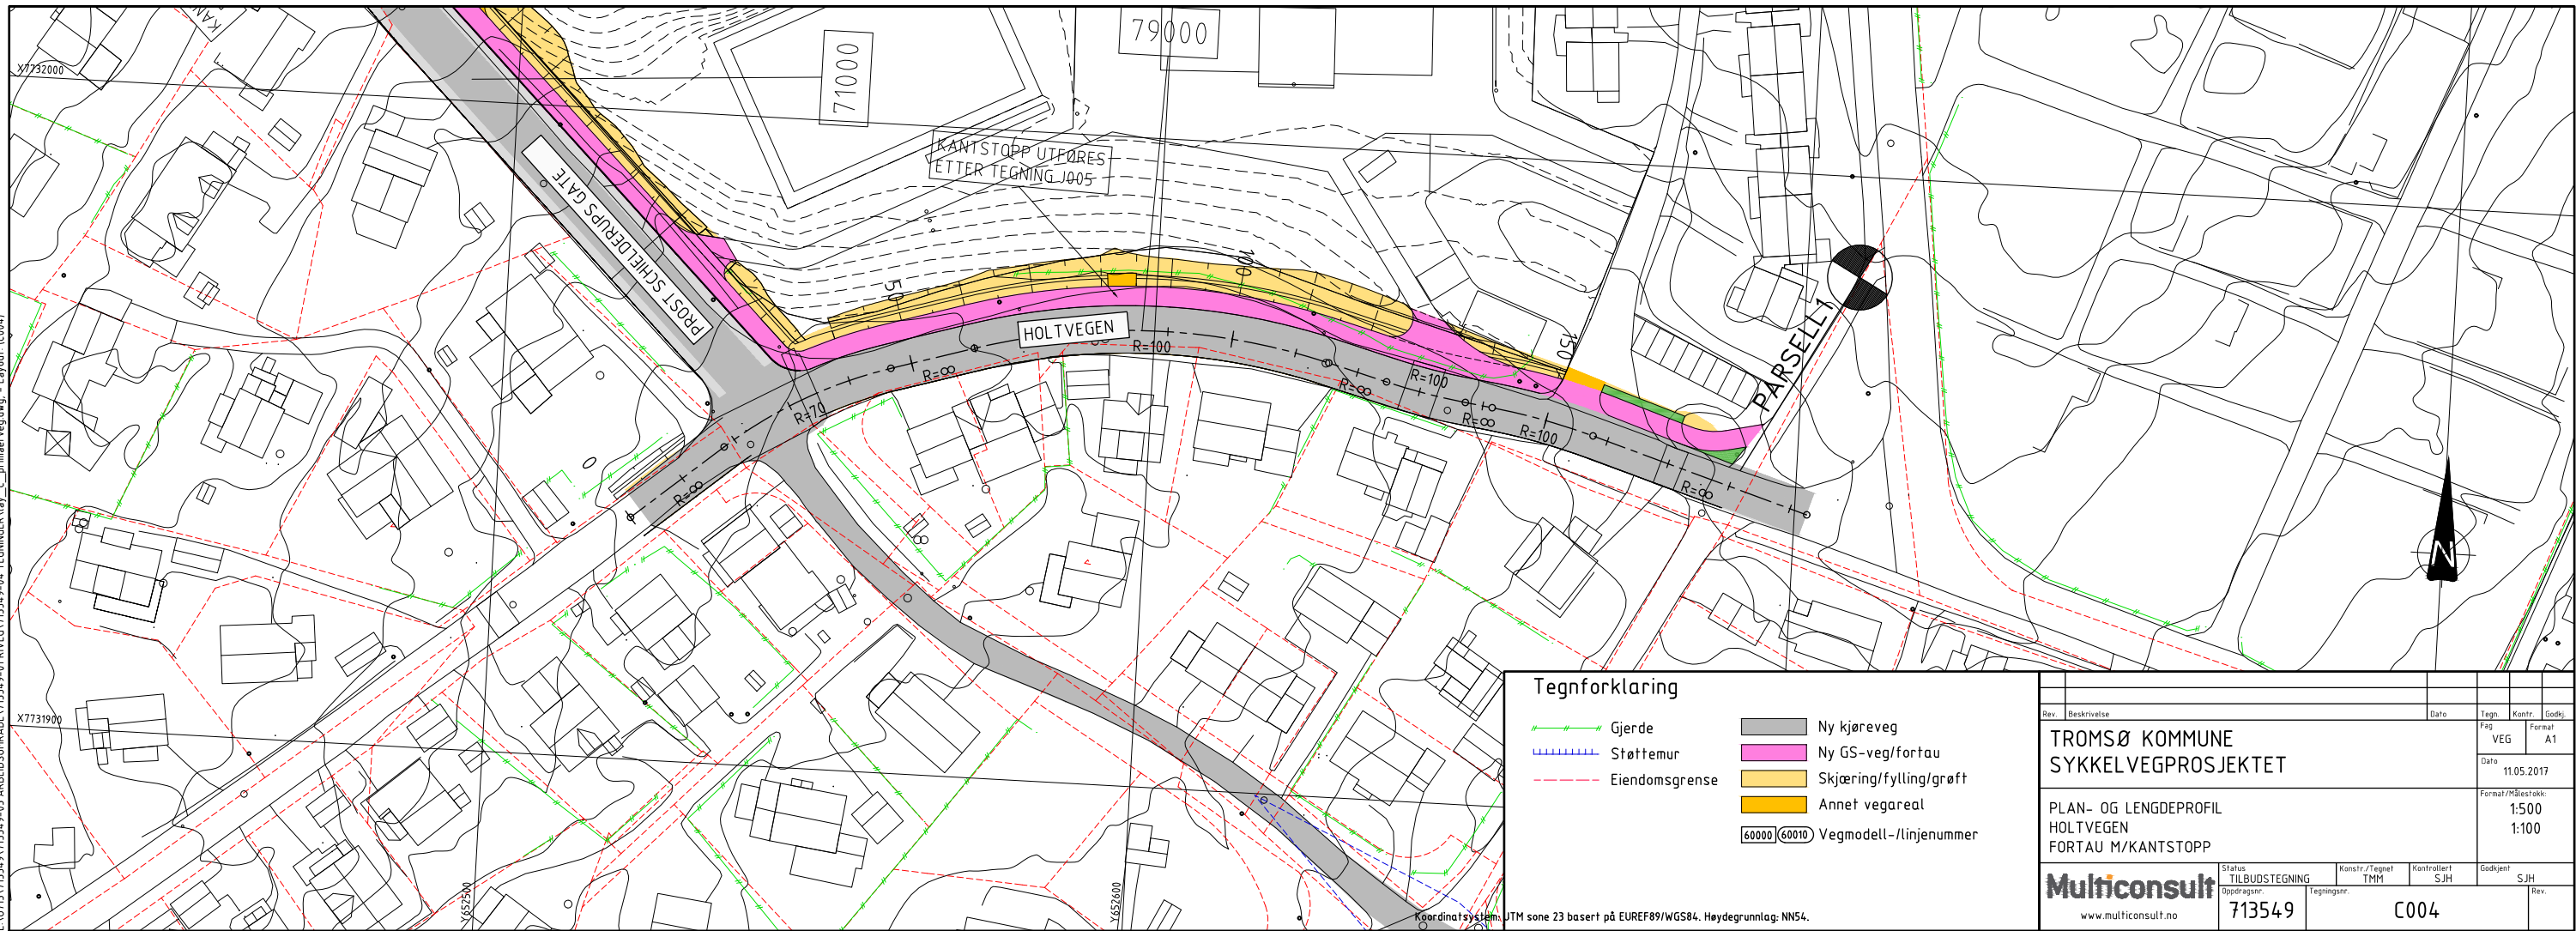 KAN
X7732000
71000
79000
KANTSTOPP UTFØRES
ETTER TEGNING J005
PROST SCHIELDERUPS GATE
50
100
150
HOLTVEGEN
R=100
R=∞
R=70
R=∞
R=∞
R=100
R=∞
R=100
R=∞
PARSELL 1
N
X7731900
Y652500
Y652600
Koordinatsystem: UTM sone 23 basert på EUREF89/WGS84. Høydegrunnlag: NN54.
Tegnforklaring
Gjerde
Støttemur
Eiendomsgrense
Ny kjøreveg
Ny GS-veg/fortau
Skjæring/fylling/grøft
Annet vegareal
60000 60010 Vegmodell-/linjenummer
Rev. Beskrivelse Dato Tegn. Kontr. Godkj.
TROMSØ KOMMUNE
SYKKELVEGPROSJEKTET
Fag
VEG
Format
A1
Dato
11.05.2017
PLAN- OG LENGDEPROFIL
HOLTVEGEN
FORTAU M/KANTSTOPP
Format/Målestokk:
1:500
1:100
Multiconsult
www.multiconsult.no
Status
TILBUDSTEGNING
Konstr./Tegnet
TMM
Kontrollert
SJH
Godkjent
SJH
Oppdragsnr.
713549
Tegningsnr.
C004
Rev.